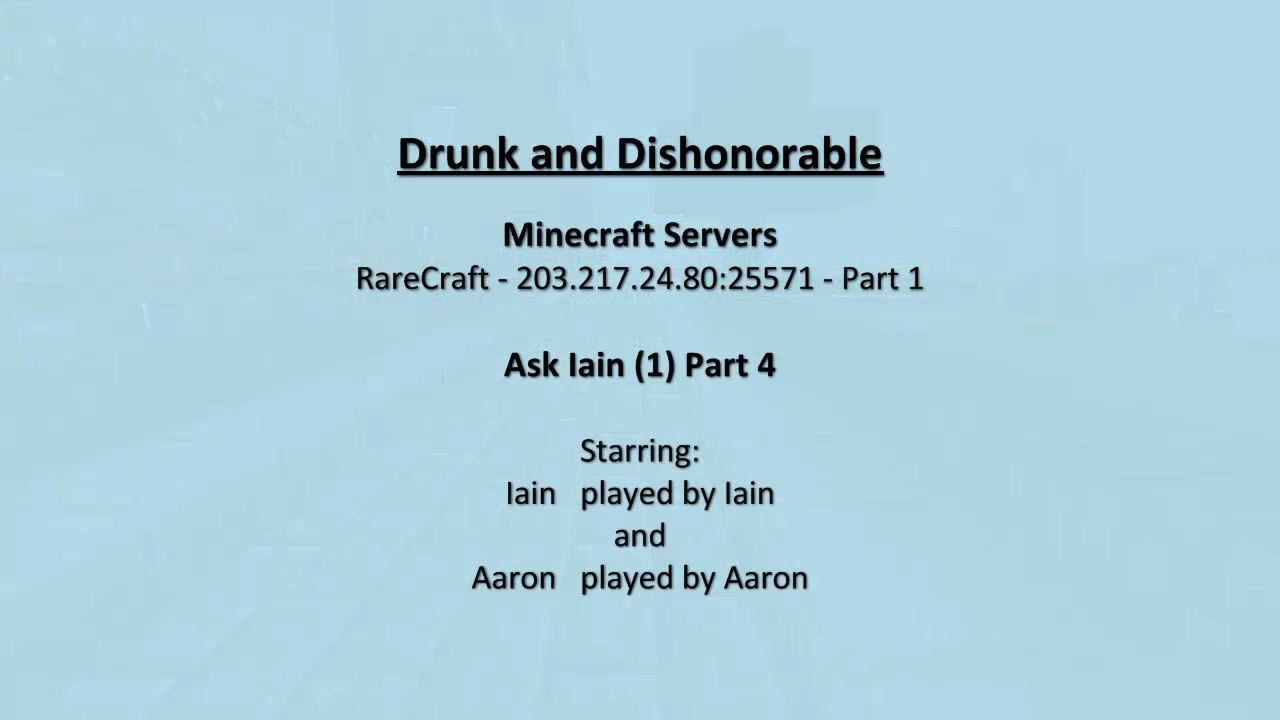 Drunk and Dishonorable
Minecraft Servers
RareCraft - 203.217.24.80:25571 - Part 1
Ask Iain (1) Part 4
Starring:
Iain played by Iain
and
Aaron played by Aaron